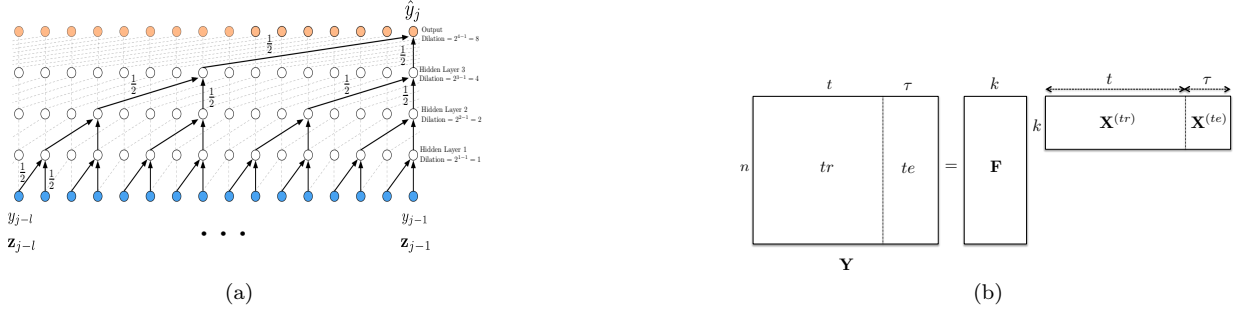 ŷ_j
Output
Dilation = 2^{4−1} = 8
1/2
1/2
Hidden Layer 3
Dilation = 2^{3−1} = 4
1/2
1/2
1/2
1/2
Hidden Layer 2
Dilation = 2^{2−1} = 2
Hidden Layer 1
Dilation = 2^{1−1} = 1
1/2
1/2
y_{j−l}
y_{j−1}
z_{j−l}
• • •
z_{j−1}
(a)
t
τ
k
t
τ
n
tr
te
=
F
k
X^{(tr)}
X^{(te)}
Y
(b)